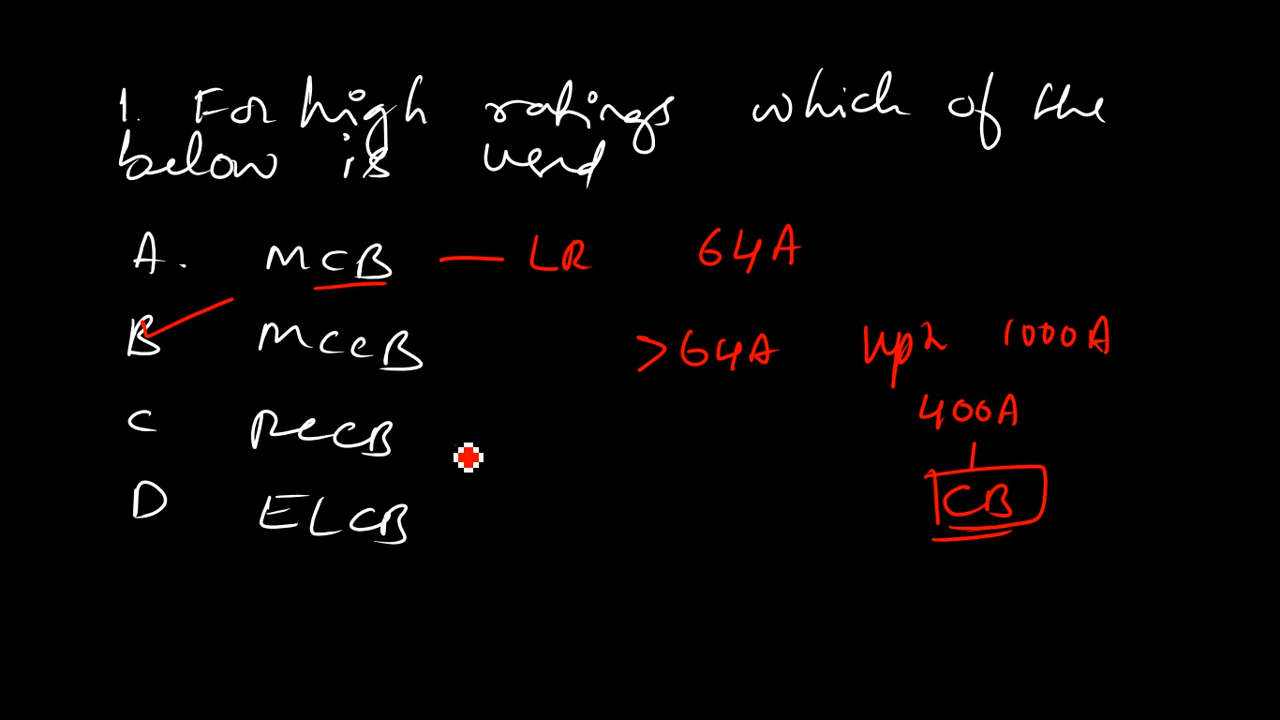 1. For high ratings which of the
below is used
A. MCB — LR 64A
B MCCB >64A upto 1000A
400A
C RCCB
CB
D ELCB